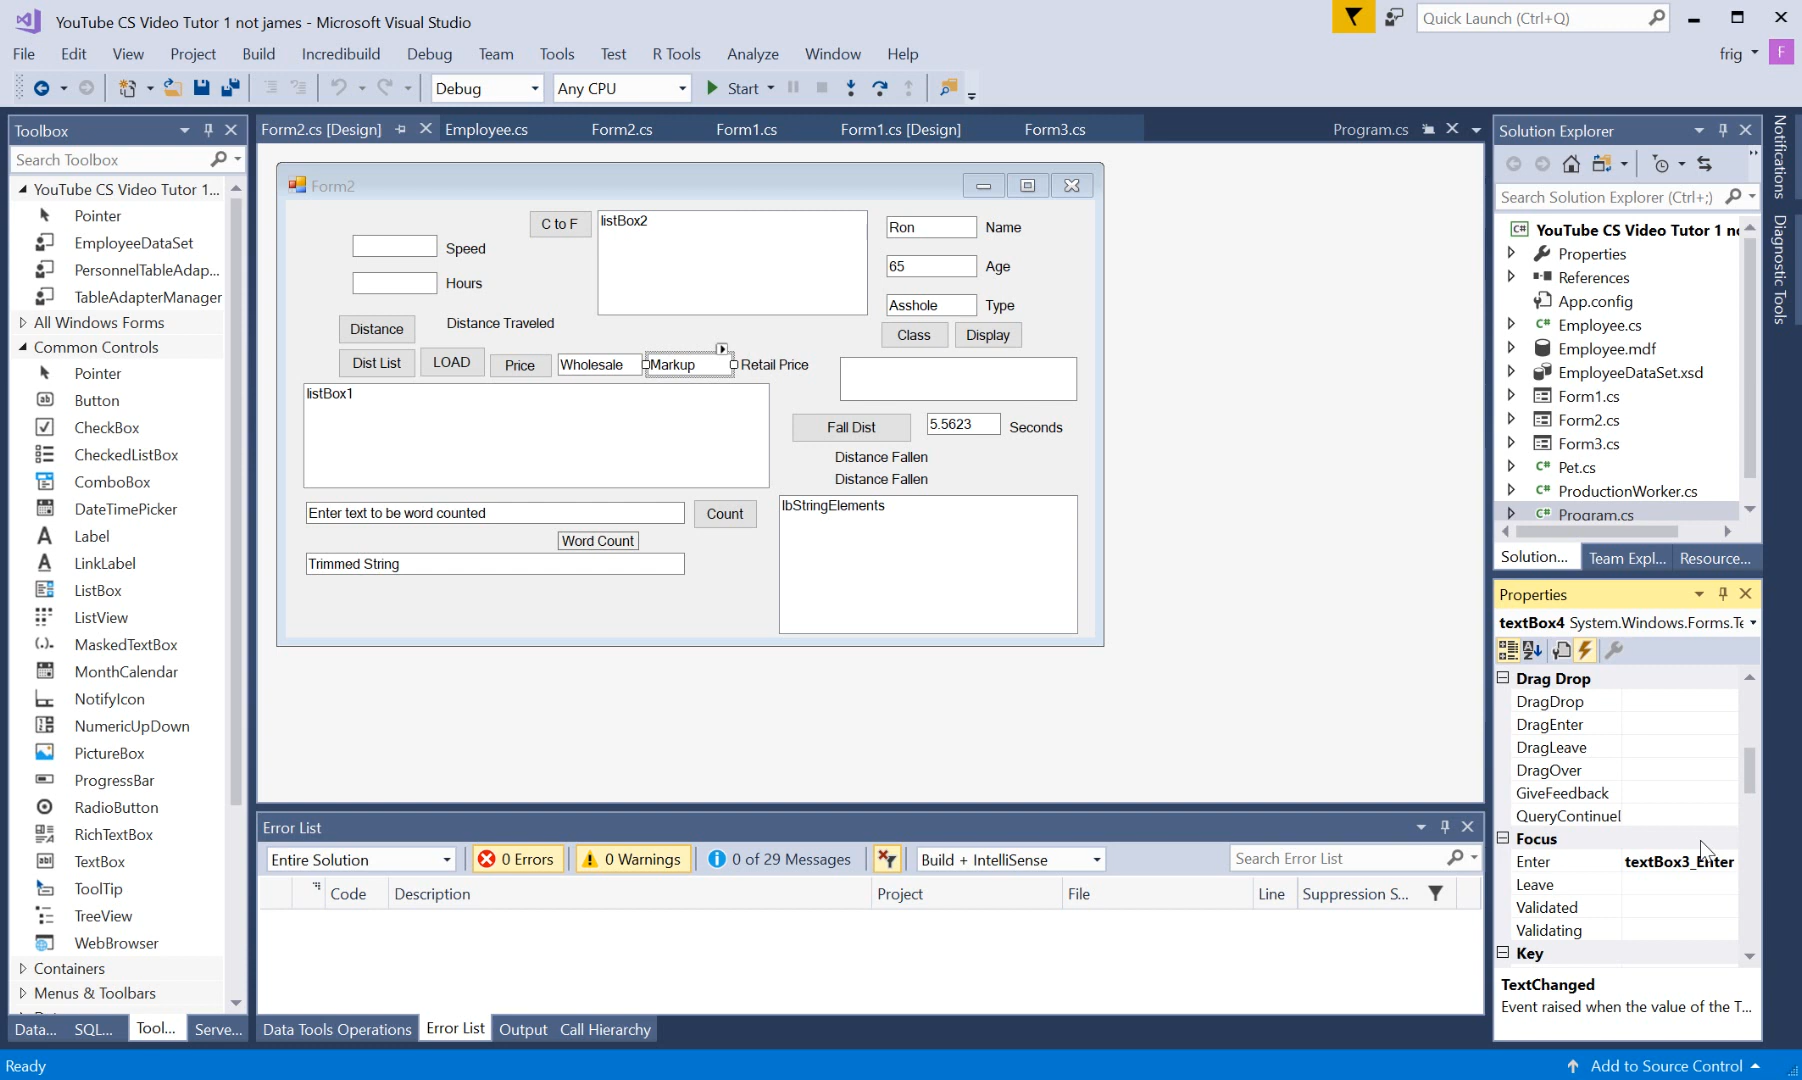 YouTube CS Video Tutor 1 not james - Microsoft Visual Studio
Quick Launch (Ctrl+Q)
File Edit View Project Build Incredibuild Debug Team Tools Test R Tools Analyze Window Help
frig F
Debug Any CPU Start
Toolbox
Search Toolbox
YouTube CS Video Tutor 1...
Pointer
EmployeeDataSet
PersonnelTableAdap...
TableAdapterManager
All Windows Forms
Common Controls
Pointer
Button
CheckBox
CheckedListBox
ComboBox
DateTimePicker
Label
LinkLabel
ListBox
ListView
MaskedTextBox
MonthCalendar
NotifyIcon
NumericUpDown
PictureBox
ProgressBar
RadioButton
RichTextBox
TextBox
ToolTip
TreeView
WebBrowser
Containers
Menus & Toolbars
Data... SQL... Tool... Serve...
Form2.cs [Design] Employee.cs Form2.cs Form1.cs Form1.cs [Design] Form3.cs Program.cs
Form2
C to F listBox2 Ron Name
Speed
65 Age
Hours
Asshole Type
Distance Distance Traveled Class Display
Dist List LOAD Price Wholesale Markup Retail Price
listBox1
Fall Dist 5.5623 Seconds
Distance Fallen
Distance Fallen
Enter text to be word counted Count lbStringElements
Word Count
Trimmed String
Error List
Entire Solution 0 Errors 0 Warnings 0 of 29 Messages Build + IntelliSense Search Error List
Code Description Project File Line Suppression S...
Data Tools Operations Error List Output Call Hierarchy
Solution Explorer
Search Solution Explorer (Ctrl+;)
C# YouTube CS Video Tutor 1 n
Properties
References
App.config
C# Employee.cs
Employee.mdf
EmployeeDataSet.xsd
Form1.cs
Form2.cs
Form3.cs
C# Pet.cs
C# ProductionWorker.cs
C# Program.cs
Solution... Team Expl... Resource...
Properties
textBox4 System.Windows.Forms.Te
Drag Drop
DragDrop
DragEnter
DragLeave
DragOver
GiveFeedback
QueryContinueI
Focus
Enter textBox3_Enter
Leave
Validated
Validating
Key
TextChanged
Event raised when the value of the T...
Notifications
Diagnostic Tools
Ready Add to Source Control